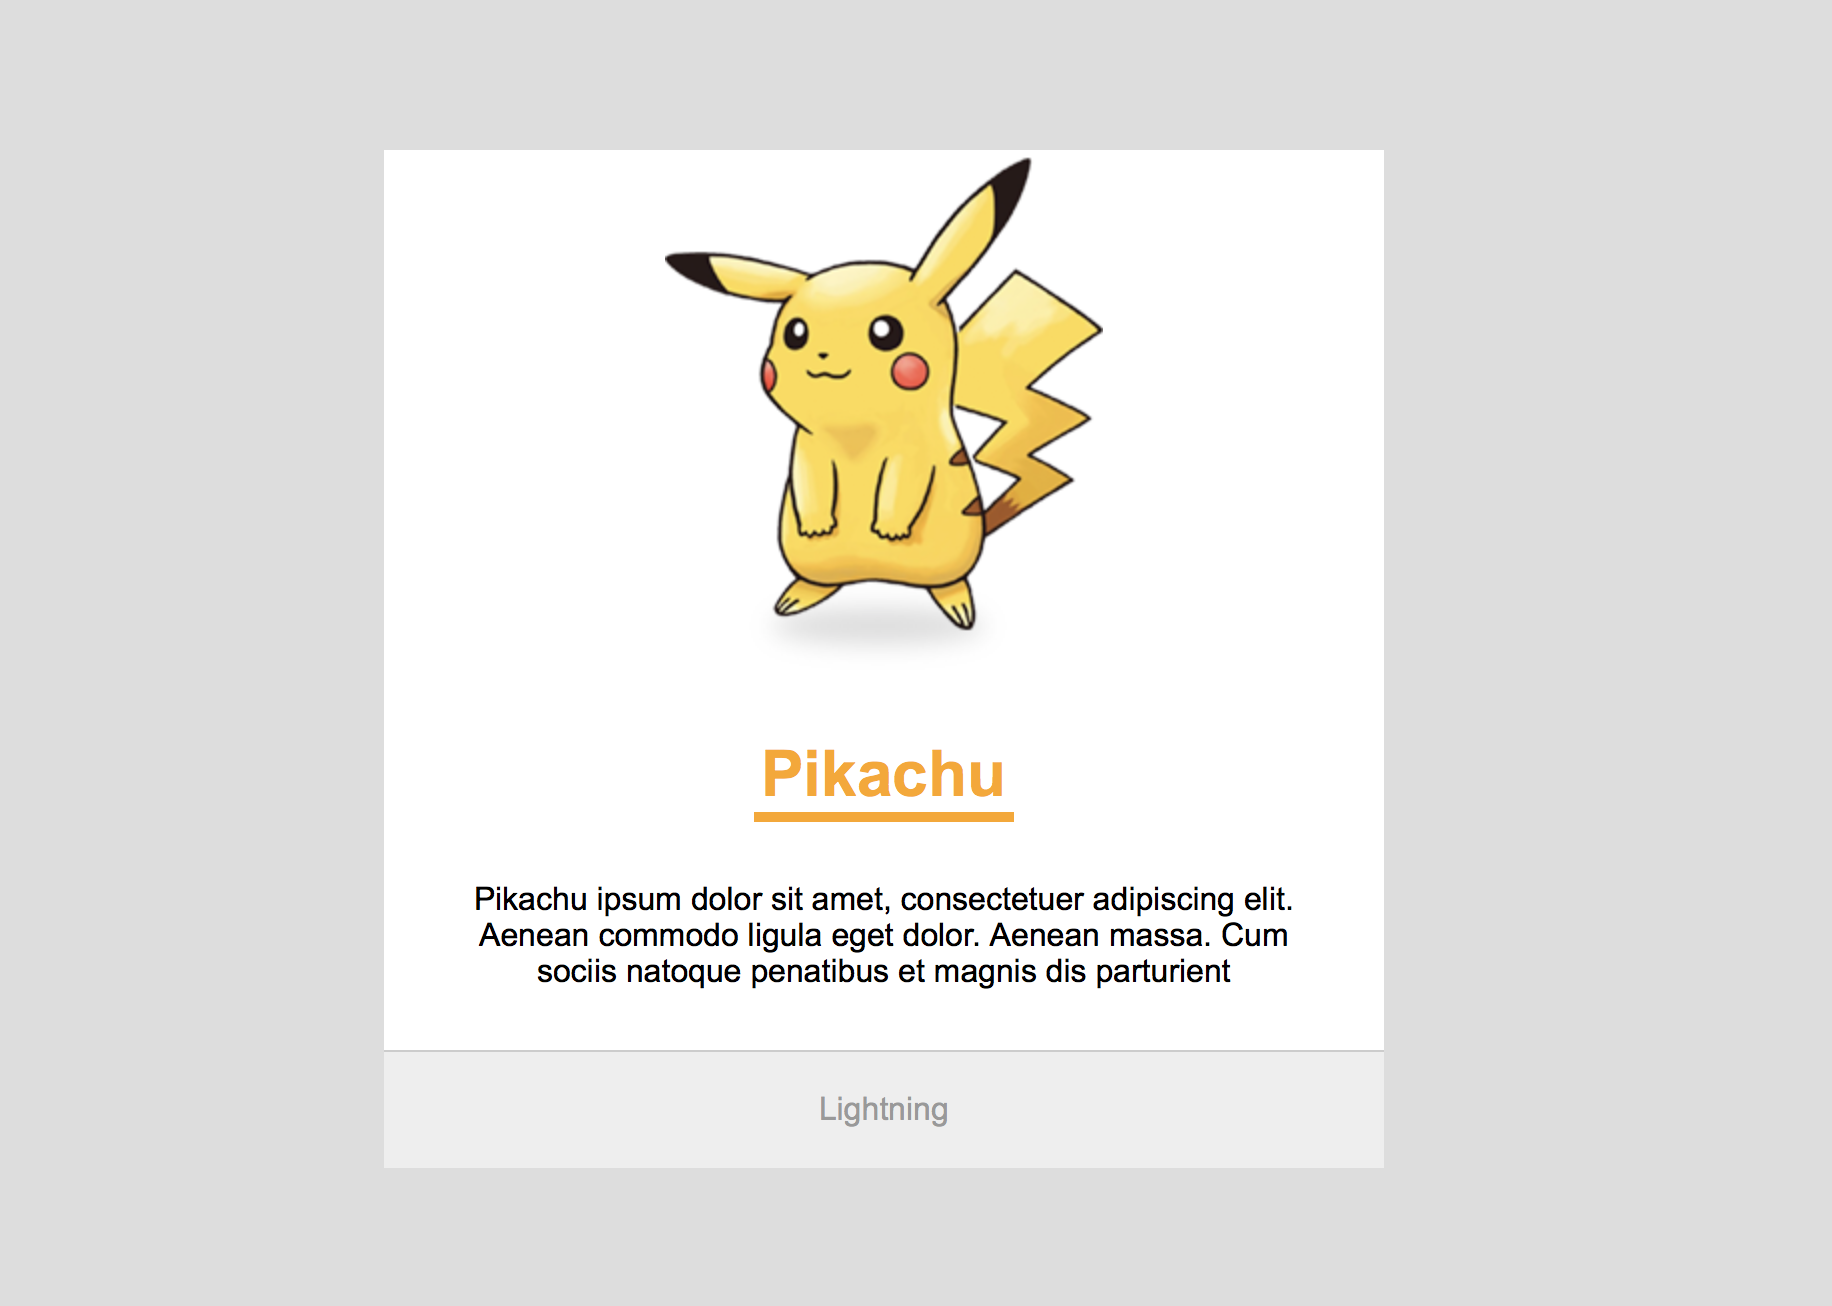 Pikachu
Pikachu ipsum dolor sit amet, consectetuer adipiscing elit.
Aenean commodo ligula eget dolor. Aenean massa. Cum
sociis natoque penatibus et magnis dis parturient
Lightning